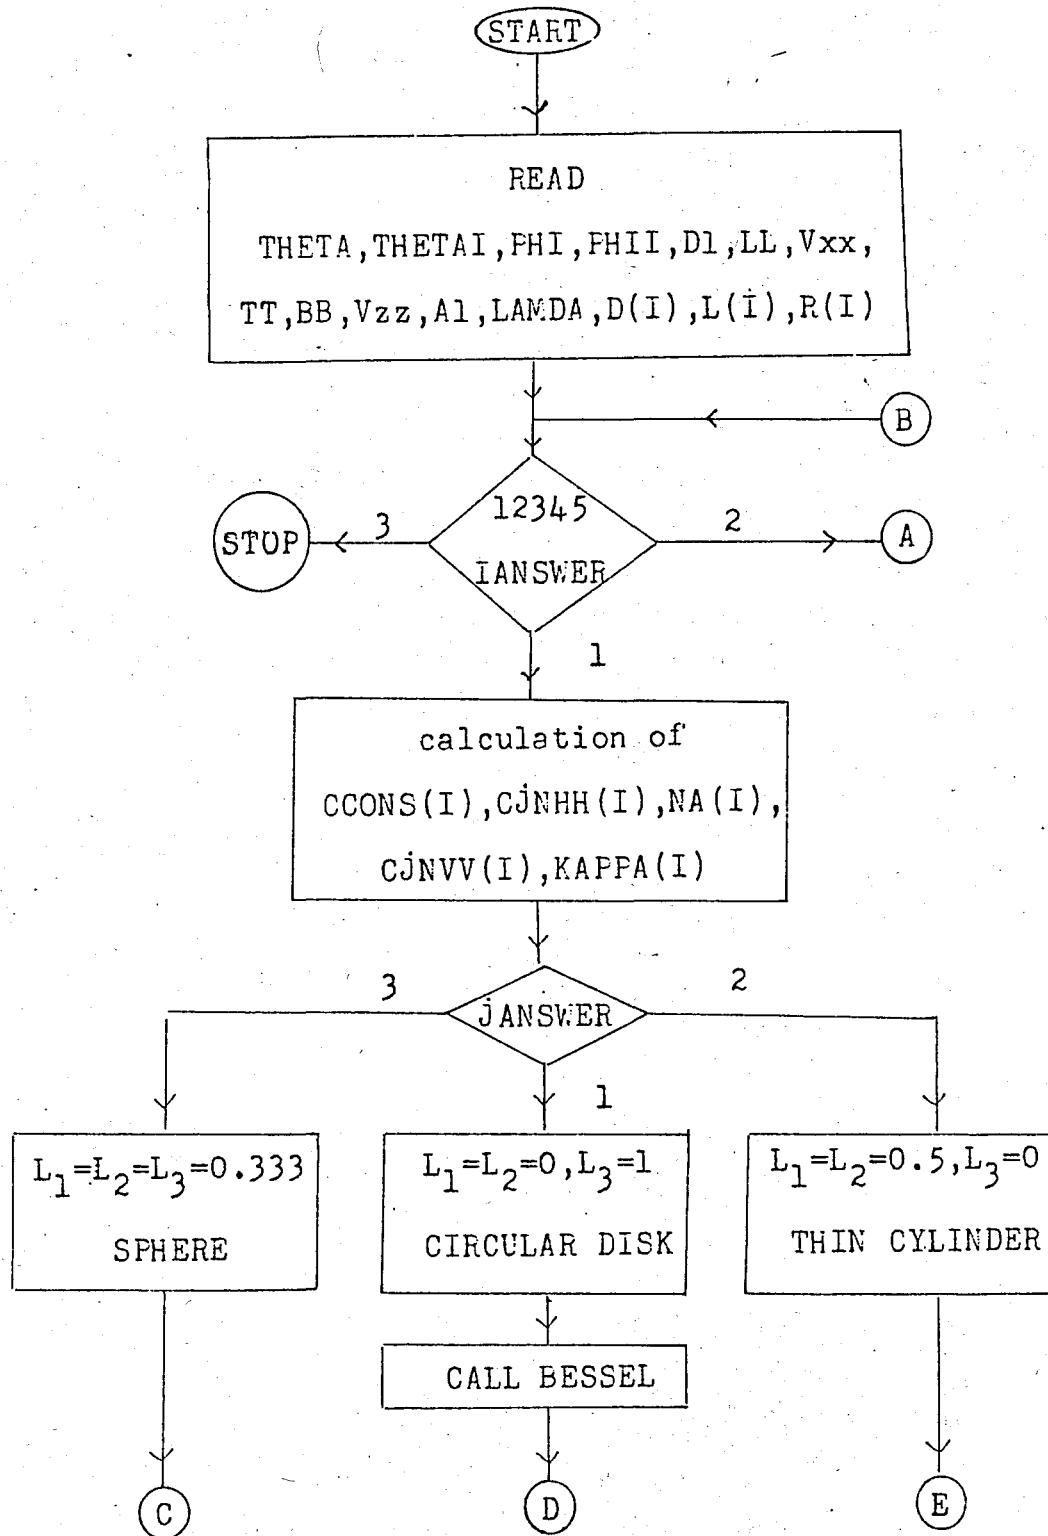 START
READ
THETA,THETAI,PHI,PHII,D1,LL,Vxx,
TT,BB,Vzz,A1,LAMDA,D(I),L(I),R(I)
B
12345
3
2
STOP
A
IANSWER
1
calculation of
CCONS(I),CJNHH(I),NA(I),
CJNVV(I),KAPPA(I)
3
2
JANSWER
1
L1=L2=L3=0.333
SPHERE
L1=L2=0,L3=1
CIRCULAR DISK
L1=L2=0.5,L3=0
THIN CYLINDER
CALL BESSEL
C
D
E